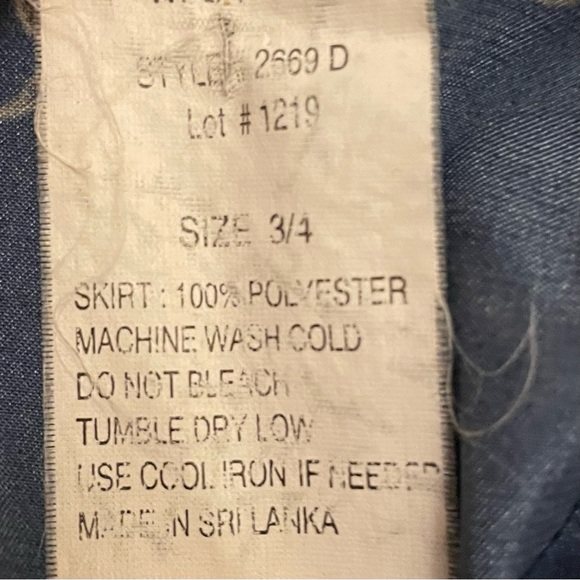 STYLE# 2669 D
Lot # 1219
SIZE 3/4
SKIRT : 100% POLYESTER
MACHINE WASH COLD
DO NOT BLEACH
TUMBLE DRY LOW
USE COOL IRON IF NEEDED
MADE IN SRI LANKA